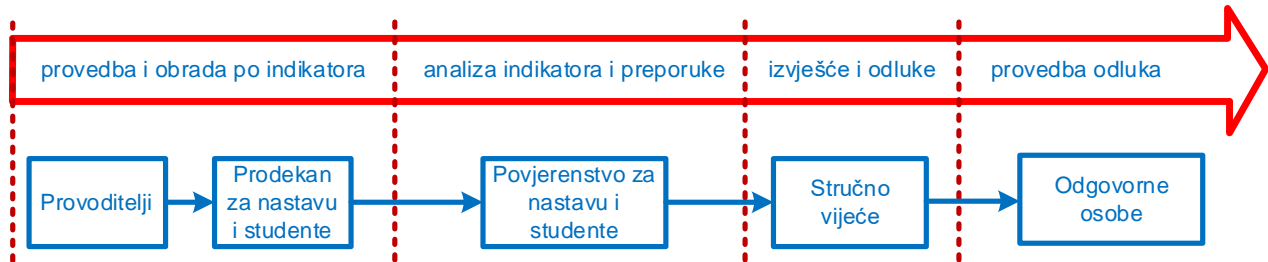 provedba i obrada po indikatora
analiza indikatora i preporuke
izvješće i odluke
provedba odluka
Provoditelji
Prodekan
za nastavu
i studente
Povjerenstvo za
nastavu i
studente
Stručno
vijeće
Odgovorne
osobe